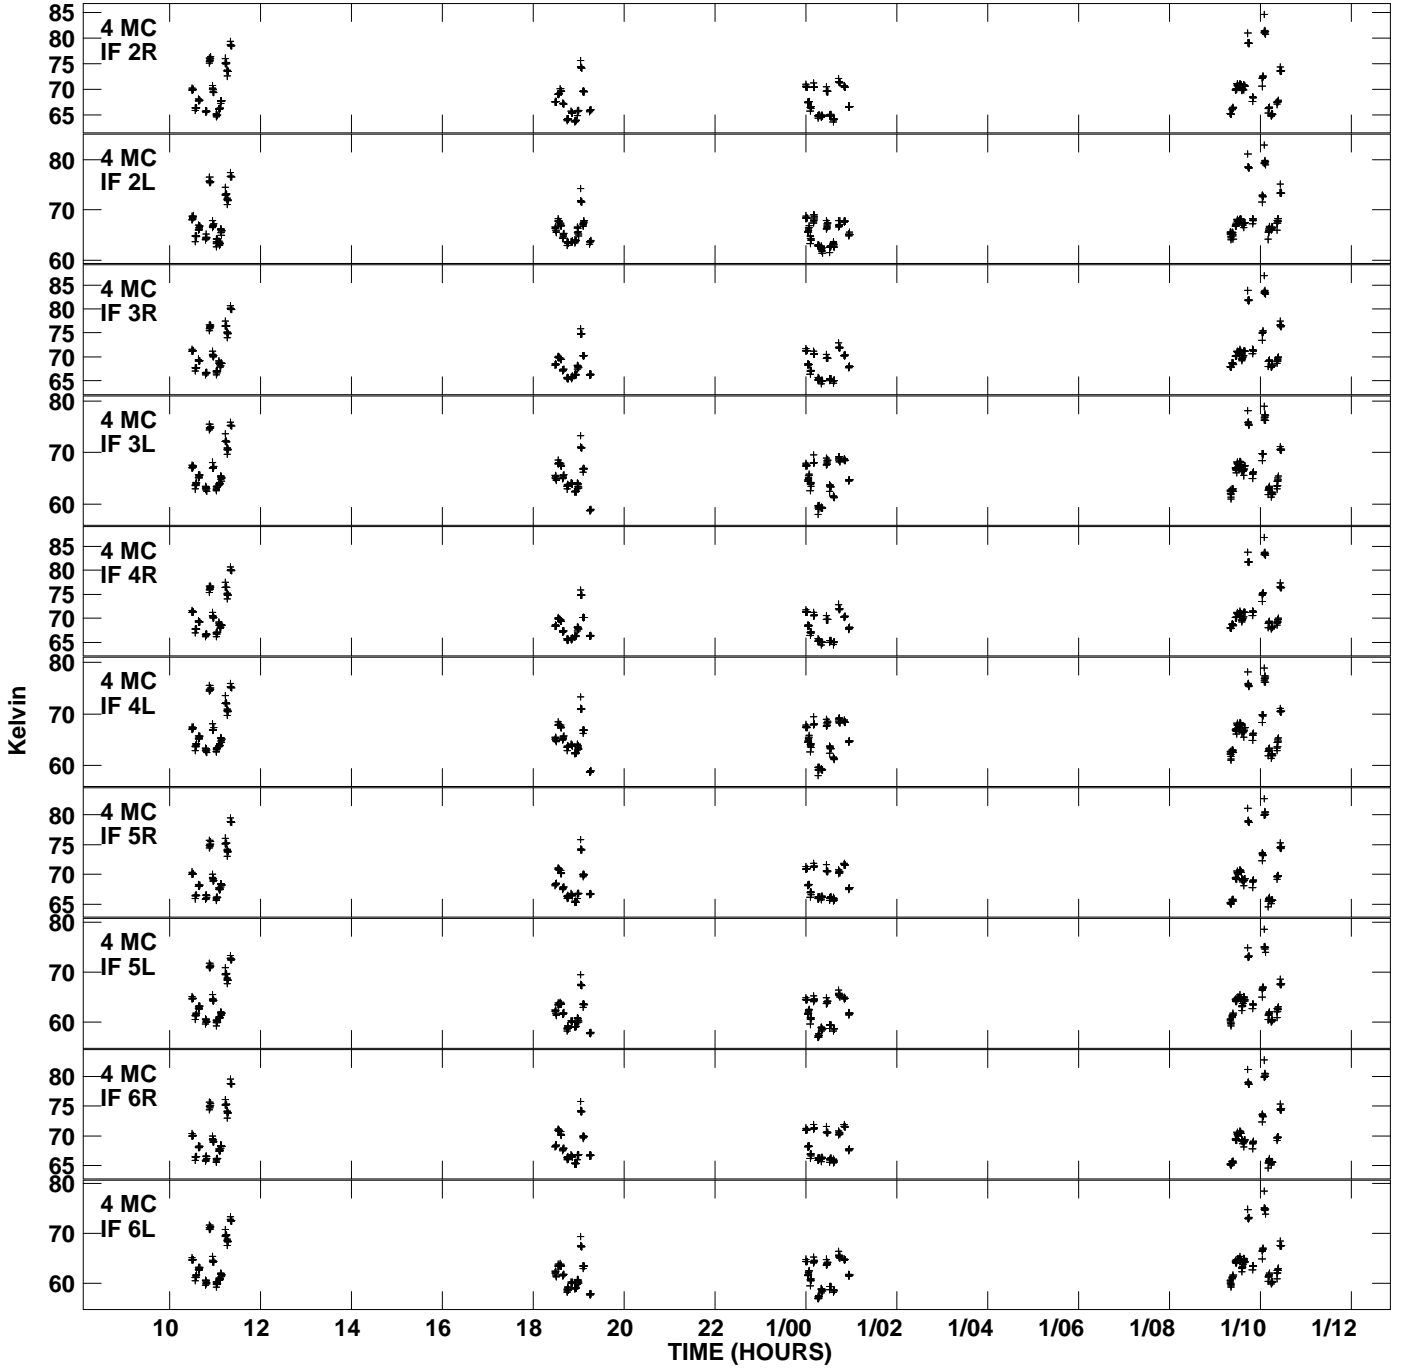 85
80
75
70
65
4 MC
IF 2R
80
70
60
4 MC
IF 2L
85
80
75
70
65
4 MC
IF 3R
80
70
60
4 MC
IF 3L
85
80
75
70
65
4 MC
IF 4R
80
70
60
4 MC
IF 4L
80
75
70
65
4 MC
IF 5R
80
70
60
4 MC
IF 5L
80
75
70
65
4 MC
IF 6R
80
70
60
4 MC
IF 6L
Kelvin
10 12 14 16 18 20 22 1/00 1/02 1/04 1/06 1/08 1/10 1/12
TIME (HOURS)